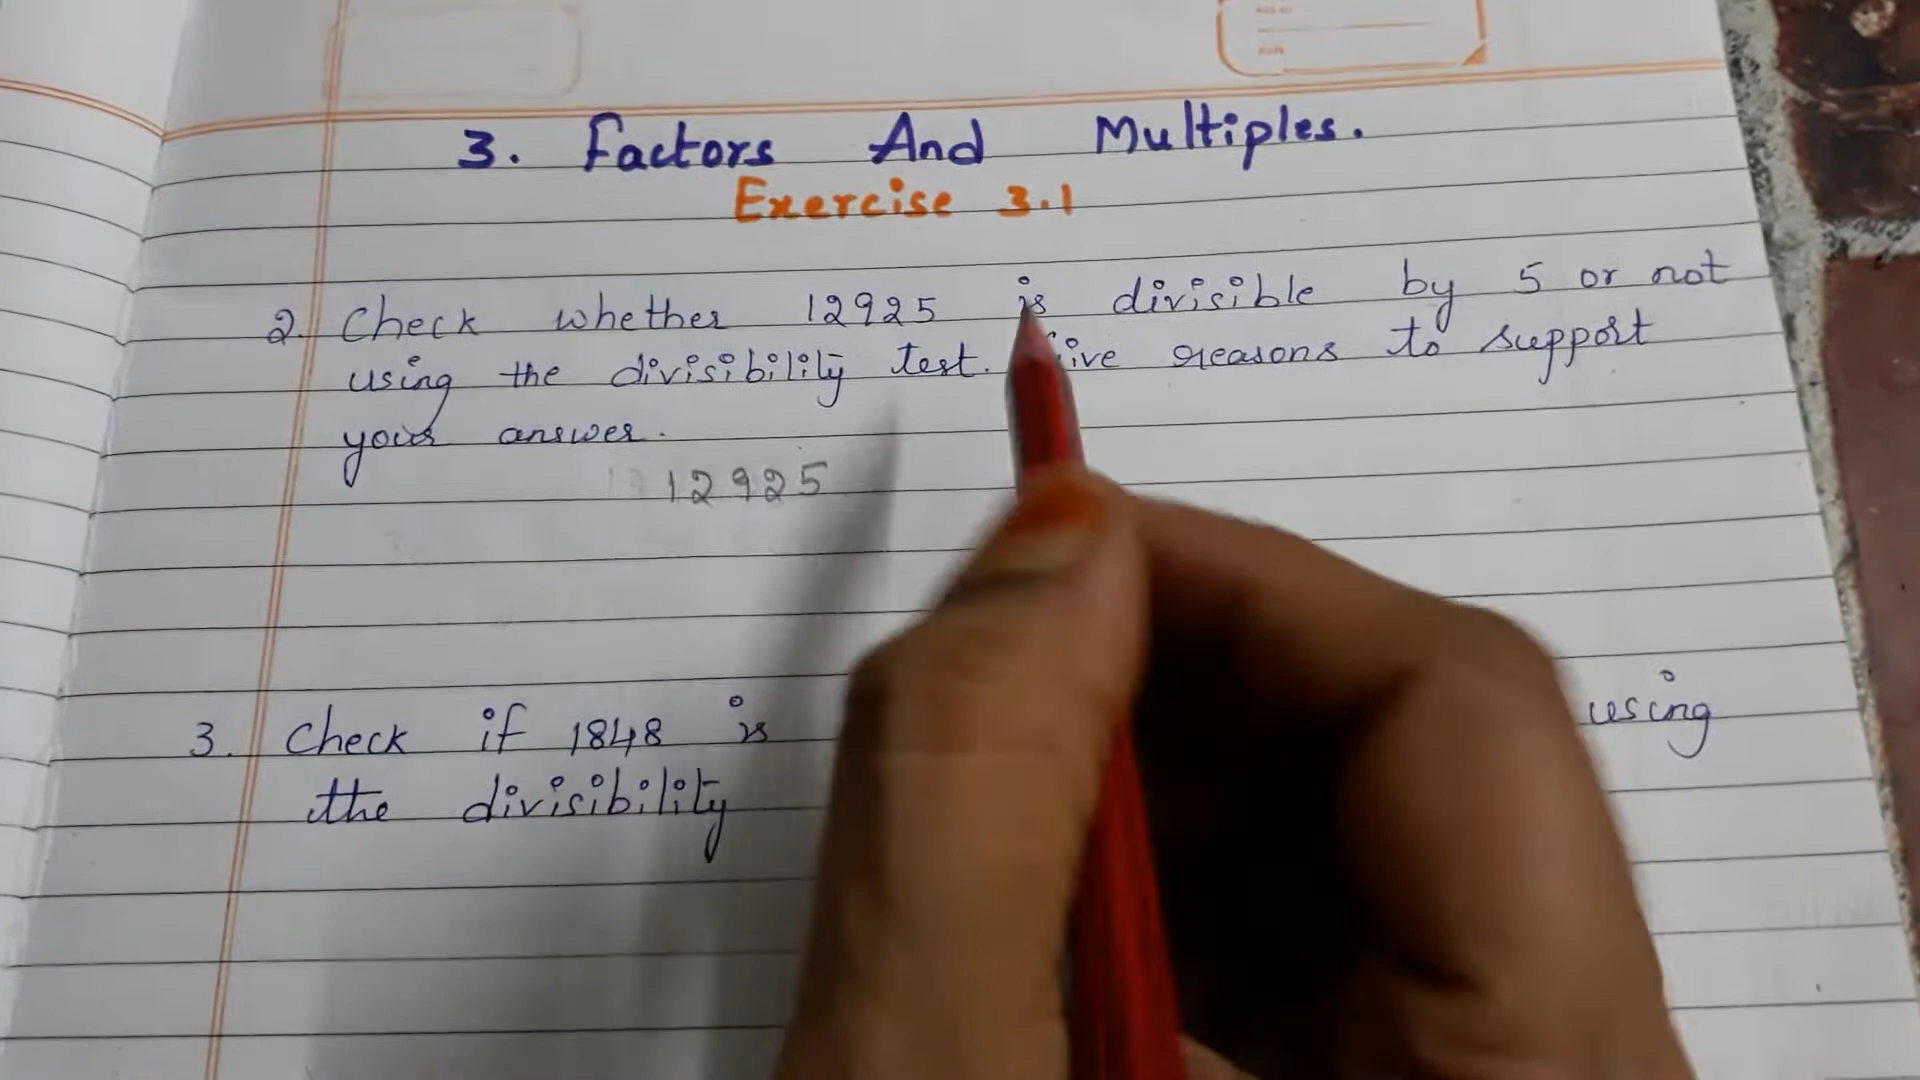 3. Factors And Multiples.
Exercise 3.1
2. Check whether 12925 is divisible by 5 or not
using the divisibility test. Give reasons to support
your answer.
12925
3. Check if 1848 is using
the divisibility